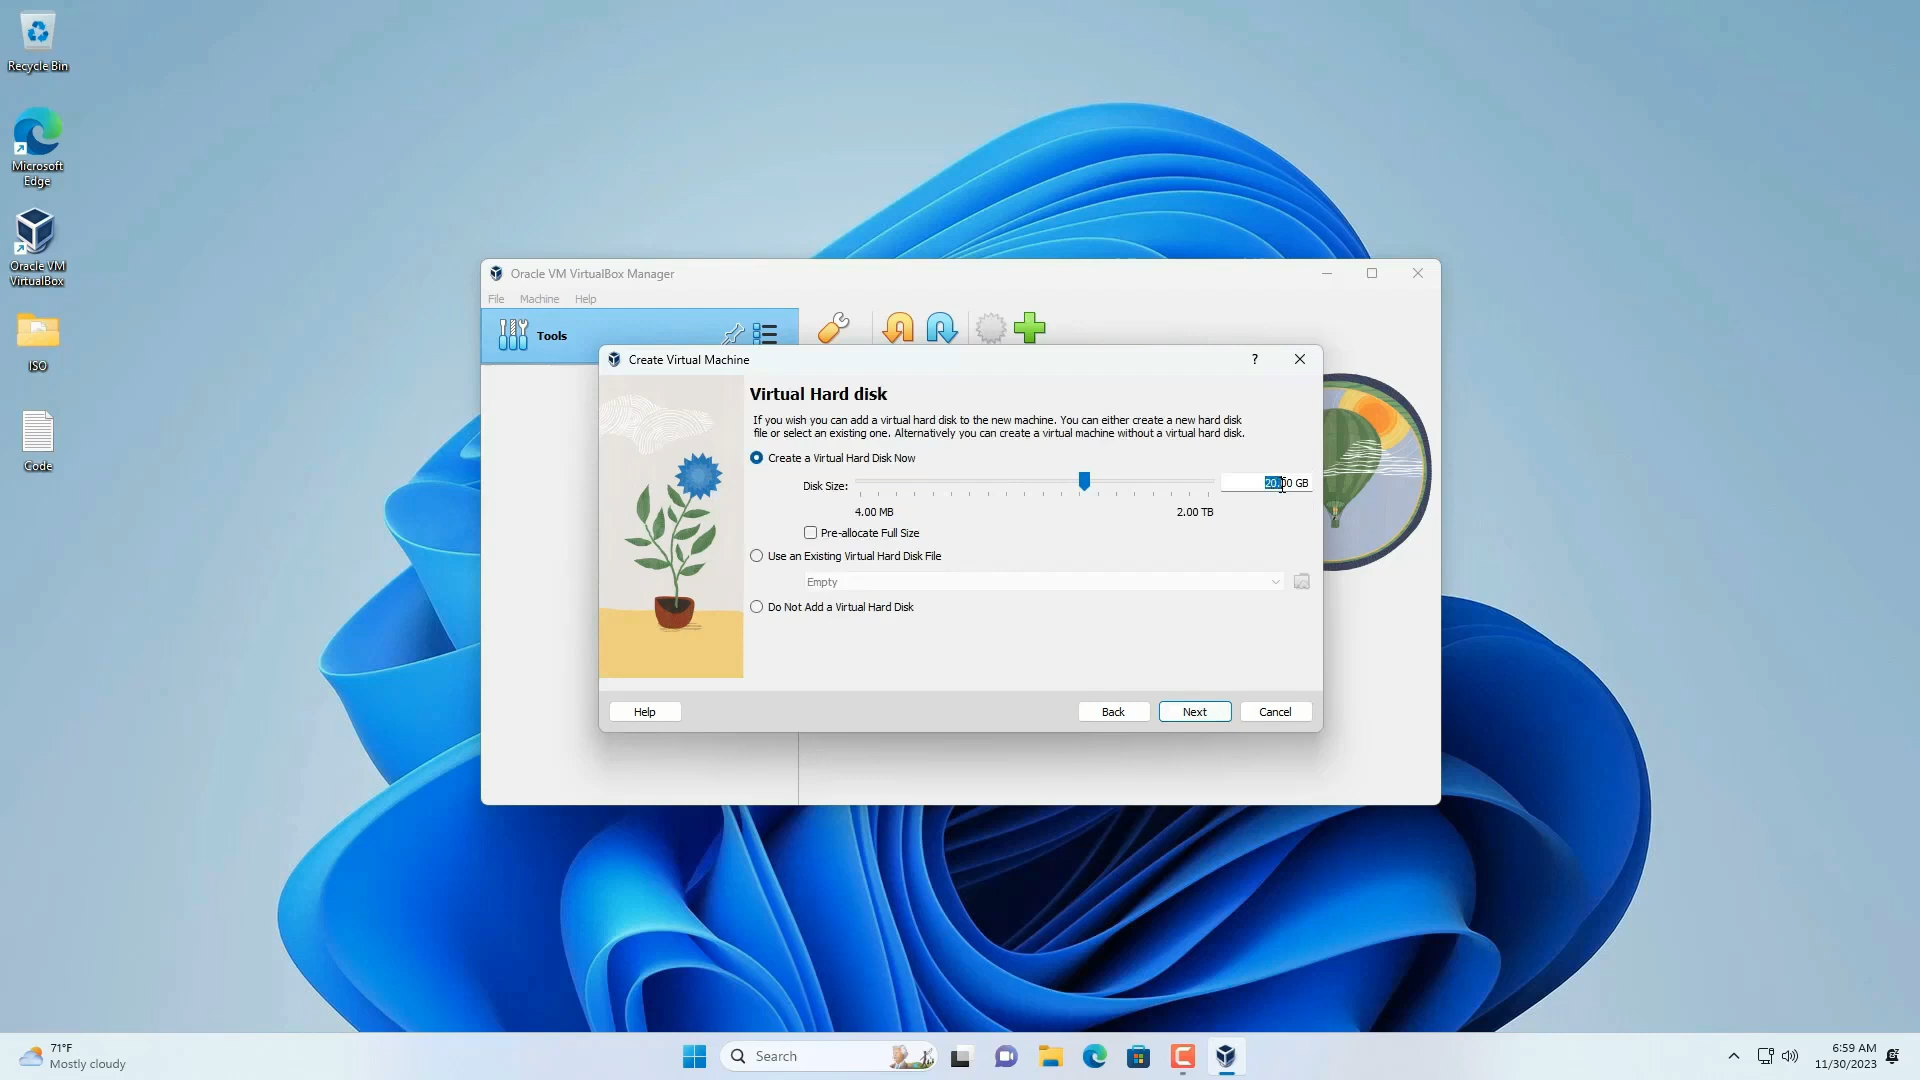 Recycle Bin
Microsoft
Edge
Oracle VM
VirtualBox
ISO
Code
Oracle VM VirtualBox Manager
File Machine Help
Tools
Create Virtual Machine
?
Virtual Hard disk
If you wish you can add a virtual hard disk to the new machine. You can either create a new hard disk
file or select an existing one. Alternatively you can create a virtual machine without a virtual hard disk.
Create a Virtual Hard Disk Now
Disk Size:
20.00 GB
4.00 MB 2.00 TB
Pre-allocate Full Size
Use an Existing Virtual Hard Disk File
Empty
Do Not Add a Virtual Hard Disk
Help Back Next Cancel
71°F
Mostly cloudy
Search
6:59 AM
11/30/2023